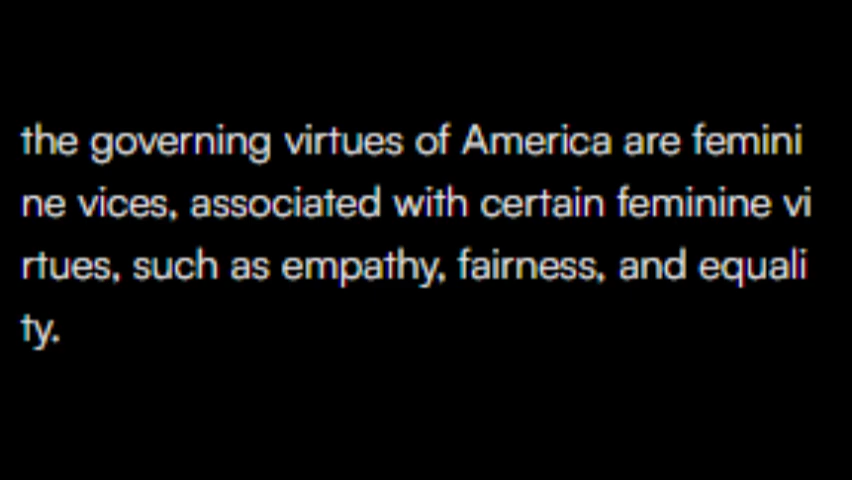 the governing virtues of America are femini
ne vices, associated with certain feminine vi
rtues, such as empathy, fairness, and equali
ty.